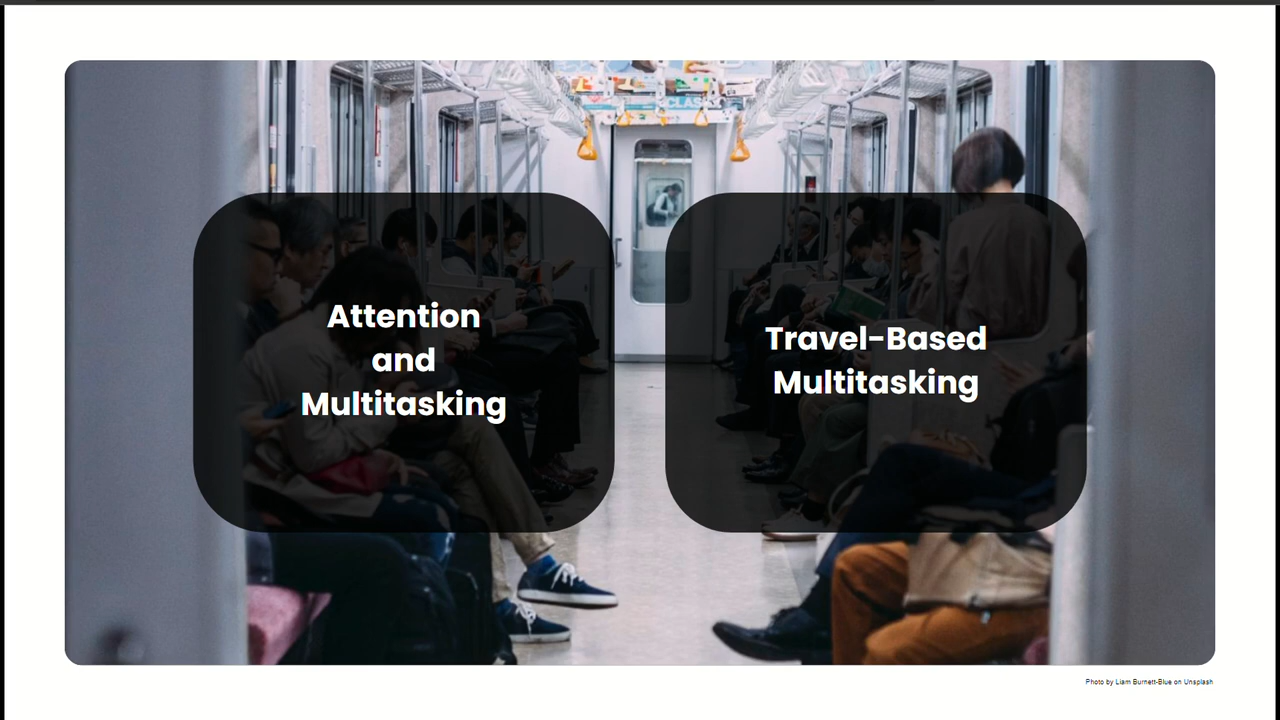 Attention
and
Multitasking
Travel-Based
Multitasking
Photo by Liam Burnett-Blue on Unsplash